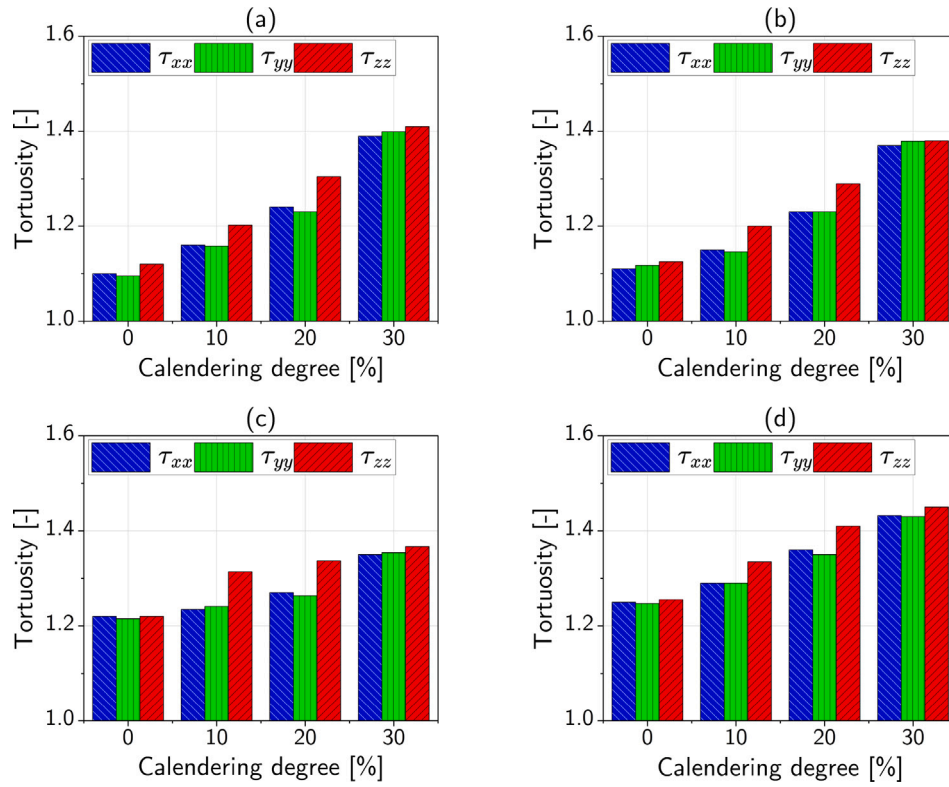 (a)
τxx τyy τzz
1.6
1.4
1.2
1.0
Tortuosity [-]
0 10 20 30
Calendering degree [%]
(b)
τxx τyy τzz
1.6
1.4
1.2
1.0
Tortuosity [-]
0 10 20 30
Calendering degree [%]
(c)
τxx τyy τzz
1.6
1.4
1.2
1.0
Tortuosity [-]
0 10 20 30
Calendering degree [%]
(d)
τxx τyy τzz
1.6
1.4
1.2
1.0
Tortuosity [-]
0 10 20 30
Calendering degree [%]